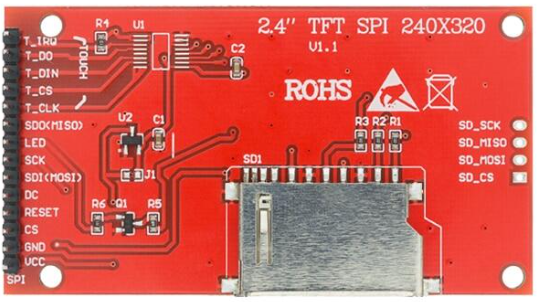 2.4" TFT SPI 240X320
V1.1
R4
U1
C2
T_IRQ
T_DO
T_DIN
T_CS
T_CLK
TOUCH
SDO(MISO)
LED
SCK
SDI(MOSI)
DC
RESET
CS
GND
VCC
SPI
U2
C1
J1
R6
Q1
R5
ROHS
R3
R2
R1
SD1
SD_SCK
SD_MISO
SD_MOSI
SD_CS